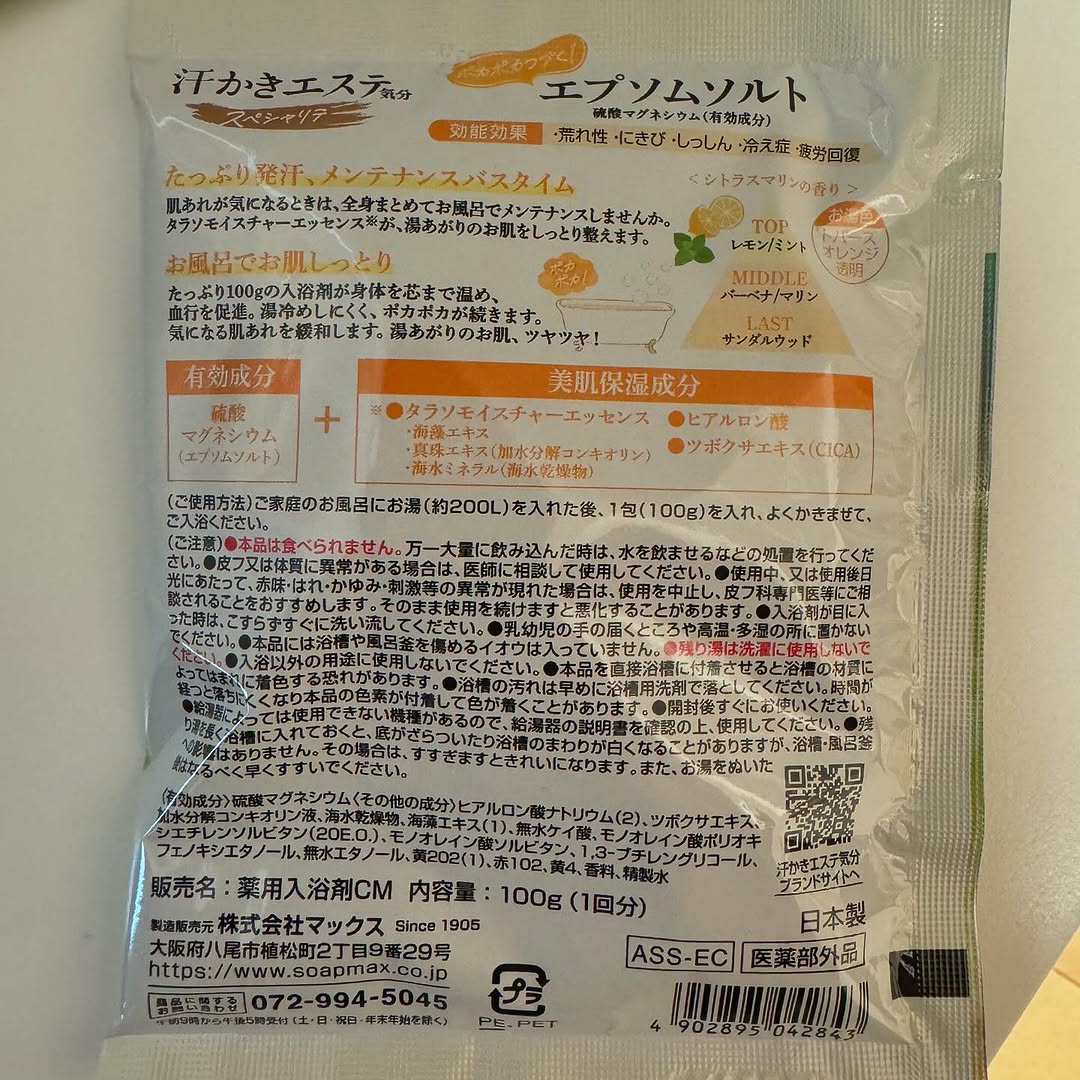 汗かきエステ気分
スペシャリテ
ポカポカつづく!
エプソムソルト
硫酸マグネシウム(有効成分)
効能効果 ・荒れ性・にきび・しっしん・冷え症・疲労回復
たっぷり発汗、メンテナンスバスタイム
肌あれが気になるときは、全身まとめてお風呂でメンテナンスしませんか。
タラソモイスチャーエッセンス※が、湯あがりのお肌をしっとり整えます。
お風呂でお肌しっとり
たっぷり100gの入浴剤が身体を芯まで温め、
血行を促進。湯冷めしにくく、ポカポカが続きます。
気になる肌あれを緩和します。湯あがりのお肌、ツヤツヤ!
ポカ
ポカ!
<シトラスマリンの香り>
TOP
レモン/ミント
MIDDLE
バーベナ/マリン
LAST
サンダルウッド
お湯色
トパーズ
オレンジ
透明
有効成分
硫酸
マグネシウム
(エプソムソルト)
+
美肌保湿成分
※●タラソモイスチャーエッセンス
・海藻エキス
・真珠エキス(加水分解コンキオリン)
・海水ミネラル(海水乾燥物)
●ヒアルロン酸
●ツボクサエキス(CICA)
(ご使用方法)ご家庭のお風呂にお湯(約200L)を入れた後、1包(100g)を入れ、よくかきまぜて、
ご入浴ください。
(ご注意)●本品は食べられません。万一大量に飲み込んだ時は、水を飲ませるなどの処置を行ってくだ
さい。●皮フ又は体質に異常がある場合は、医師に相談して使用してください。●使用中、又は使用後日
光にあたって、赤味・はれ・かゆみ・刺激等の異常が現れた場合は、使用を中止し、皮フ科専門医等にご相
談されることをおすすめします。そのまま使用を続けますと悪化することがあります。●入浴剤が目に入
った時は、こすらずすぐに洗い流してください。●乳幼児の手の届くところや高温・多湿の所に置かない
でください。●本品には浴槽や風呂釜を傷めるイオウは入っていません。●残り湯は洗濯に使用しないで
ください。●入浴以外の用途に使用しないでください。●本品を直接浴槽に付着させると浴槽の材質に
よってはまれに着色する恐れがあります。●浴槽の汚れは早めに浴槽用洗剤で落としてください。時間が
経つと落ちにくくなり本品の色素が付着して色が着くことがあります。●開封後すぐにお使いください。
●給湯器によっては使用できない機種があるので、給湯器の説明書を確認の上、使用してください。●残
り湯を長く浴槽に入れておくと、底がざらついたり浴槽のまわりが白くなることがありますが、浴槽・風呂釜
への影響はありません。その場合は、すすぎますときれいになります。また、お湯をぬいた
後はなるべく早くすすいでください。
〈有効成分〉硫酸マグネシウム〈その他の成分〉ヒアルロン酸ナトリウム(2)、ツボクサエキス、
加水分解コンキオリン液、海水乾燥物、海藻エキス(1)、無水ケイ酸、モノオレイン酸ポリオキ
シエチレンソルビタン(20E.O.)、モノオレイン酸ソルビタン、1,3-ブチレングリコール、
フェノキシエタノール、無水エタノール、黄202(1)、赤102、黄4、香料、精製水
汗かきエステ気分
ブランドサイトへ
販売名:薬用入浴剤CM 内容量:100g(1回分)
製造販売元 株式会社マックス Since 1905
大阪府八尾市植松町2丁目9番29号
https://www.soapmax.co.jp
商品に関する
お問い合わせ 072-994-5045
午前9時から午後5時受付(土・日・祝日・年末年始を除く)
プラ
PE、PET
日本製
ASS-EC 医薬部外品
4 902895 042843